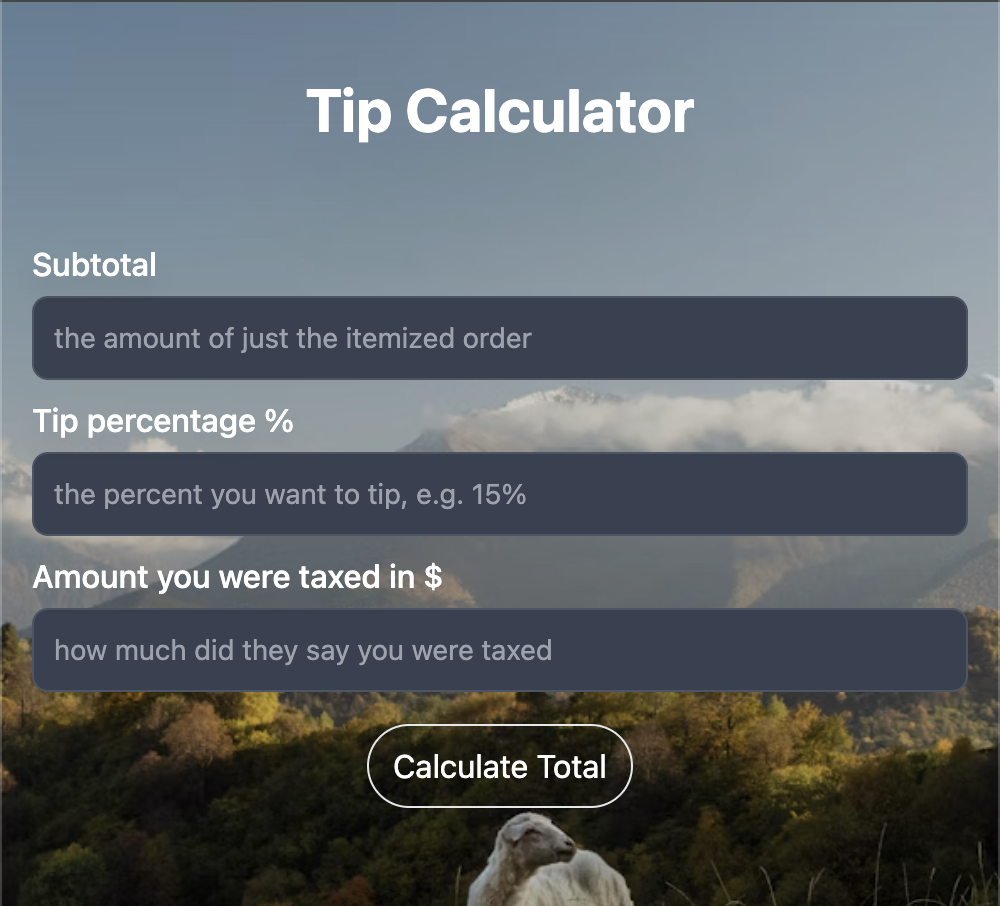 Tip Calculator
Subtotal
the amount of just the itemized order
Tip percentage %
the percent you want to tip, e.g. 15%
Amount you were taxed in $
how much did they say you were taxed
Calculate Total